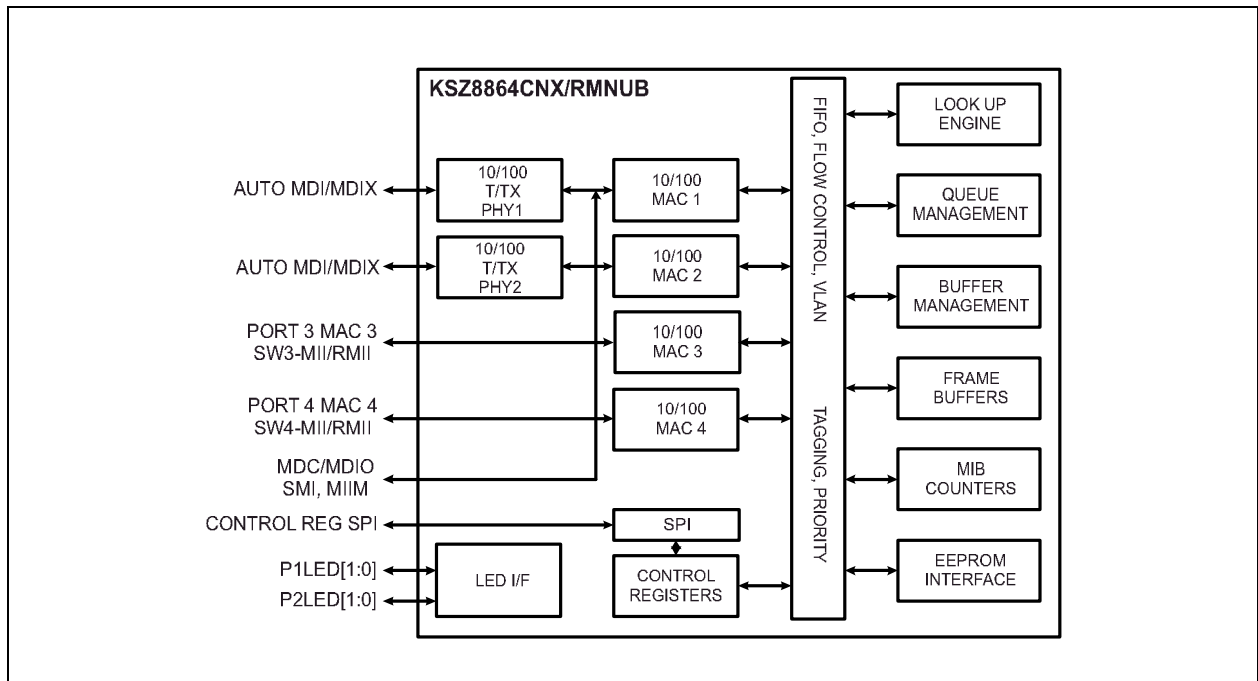 KSZ8864CNX/RMNUB
AUTO MDI/MDIX
10/100
T/TX
PHY1
10/100
MAC 1
AUTO MDI/MDIX
10/100
T/TX
PHY2
10/100
MAC 2
PORT 3 MAC 3
SW3-MII/RMII
10/100
MAC 3
PORT 4 MAC 4
SW4-MII/RMII
10/100
MAC 4
MDC/MDIO
SMI, MIIM
CONTROL REG SPI
SPI
P1LED[1:0]
P2LED[1:0]
LED I/F
CONTROL
REGISTERS
FIFO, FLOW CONTROL, VLAN TAGGING, PRIORITY
LOOK UP
ENGINE
QUEUE
MANAGEMENT
BUFFER
MANAGEMENT
FRAME
BUFFERS
MIB
COUNTERS
EEPROM
INTERFACE